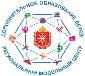 ДОПОЛНИТЕЛЬНОЕ ОБРАЗОВАНИЕ ДЕТЕЙ
РЕГИОНАЛЬНЫЙ МОДЕЛЬНЫЙ ЦЕНТР